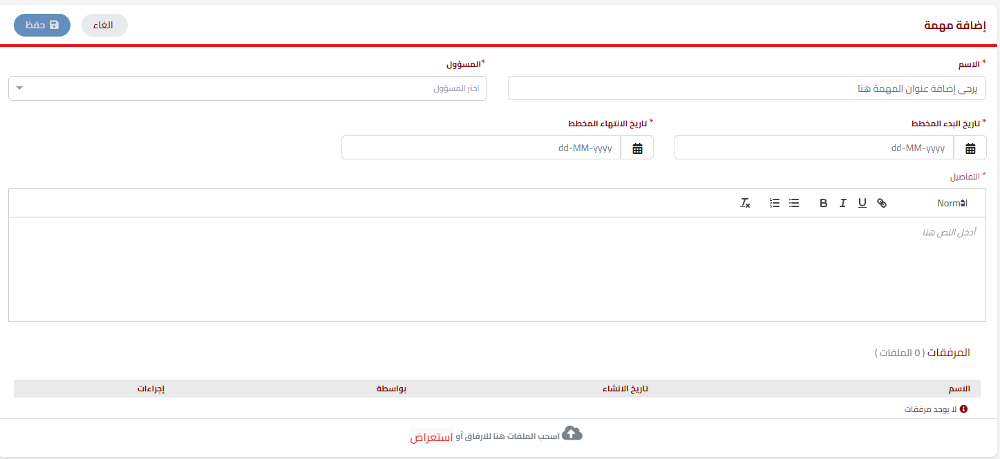 إضافة مهمة
الغاء
حفظ
* الاسم
*المسؤول
يرجى إضافة عنوان المهمة هنا
اختر المسؤول
* تاريخ البدء المخطط
* تاريخ الانتهاء المخطط
dd-MM-yyyy
dd-MM-yyyy
* التفاصيل
Normal
أدخل النص هنا
المرفقات ( 0 الملفات )
الاسم تاريخ الانشاء بواسطة إجراءات
لا يوجد مرفقات
اسحب الملفات هنا للارفاق أو استعراض